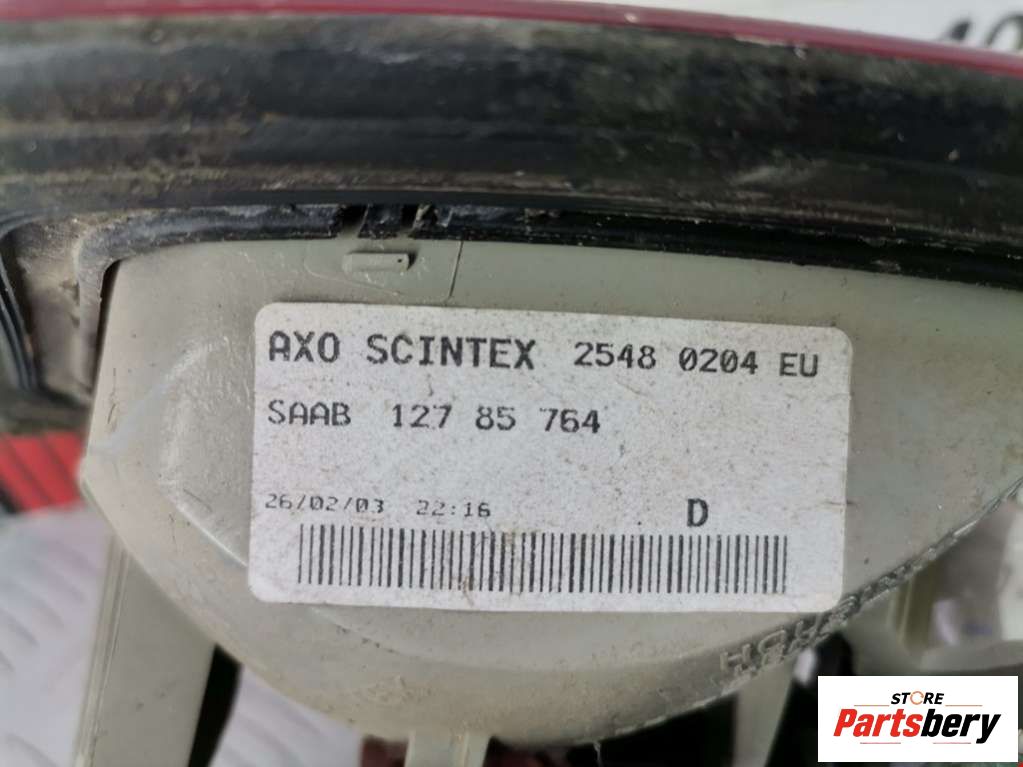 AXO SCINTEX 2548 0204 EU
SAAB 127 85 764
26/02/03 22:16 D
STORE
Partsbery